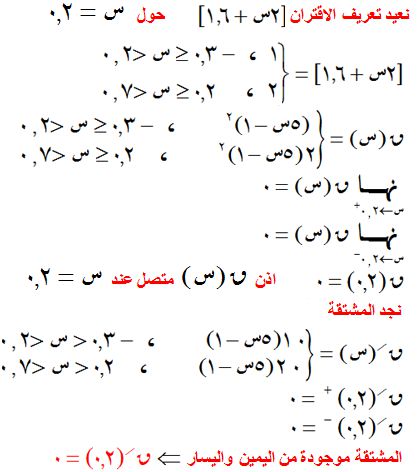 نعيد تعريف الاقتران [٢س + ١,٦] حول س = ٠,٢
[٢س + ١,٦] = { ١ ، -٠,٣ ≤ س < ٠,٢
٢ ، ٠,٢ ≤ س < ٠,٧
ق(س) = { (٥س - ١)٢ ، -٠,٣ ≤ س < ٠,٢
٢(٥س - ١)٢ ، ٠,٢ ≤ س < ٠,٧
نهـــا ق(س) = ٠
س←٠,٢+
نهـــا ق(س) = ٠
س←٠,٢-
ق(٠,٢) = ٠ اذن ق(س) متصل عند س = ٠,٢
نجد المشتقة
ق′(س) = { ١٠(٥س - ١) ، -٠,٣ < س < ٠,٢
٢٠(٥س - ١) ، ٠,٢ < س < ٠,٧
ق′(٠,٢)+ = ٠
ق′(٠,٢)- = ٠
المشتقة موجودة من اليمين واليسار ⇐ ق′(٠,٢) = ٠